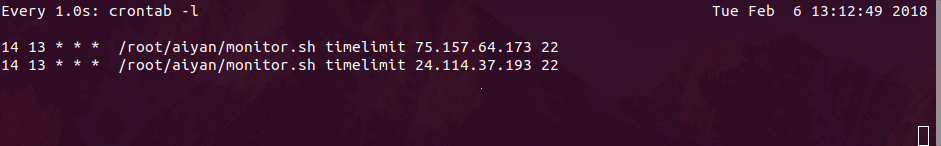 Every 1.0s: crontab -l Tue Feb  6 13:12:49 2018
14 13 * * *  /root/aiyan/monitor.sh timelimit 75.157.64.173 22
14 13 * * *  /root/aiyan/monitor.sh timelimit 24.114.37.193 22